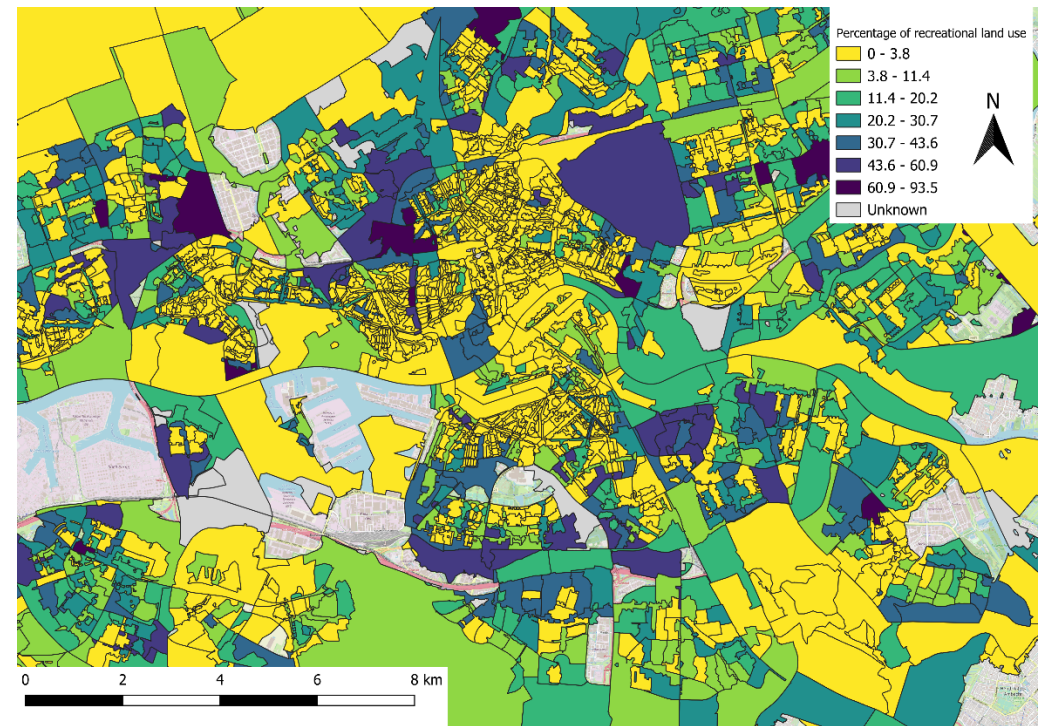 Percentage of recreational land use
0 - 3.8
3.8 - 11.4
11.4 - 20.2
20.2 - 30.7
30.7 - 43.6
43.6 - 60.9
60.9 - 93.5
Unknown
N
0 2 4 6 8 km